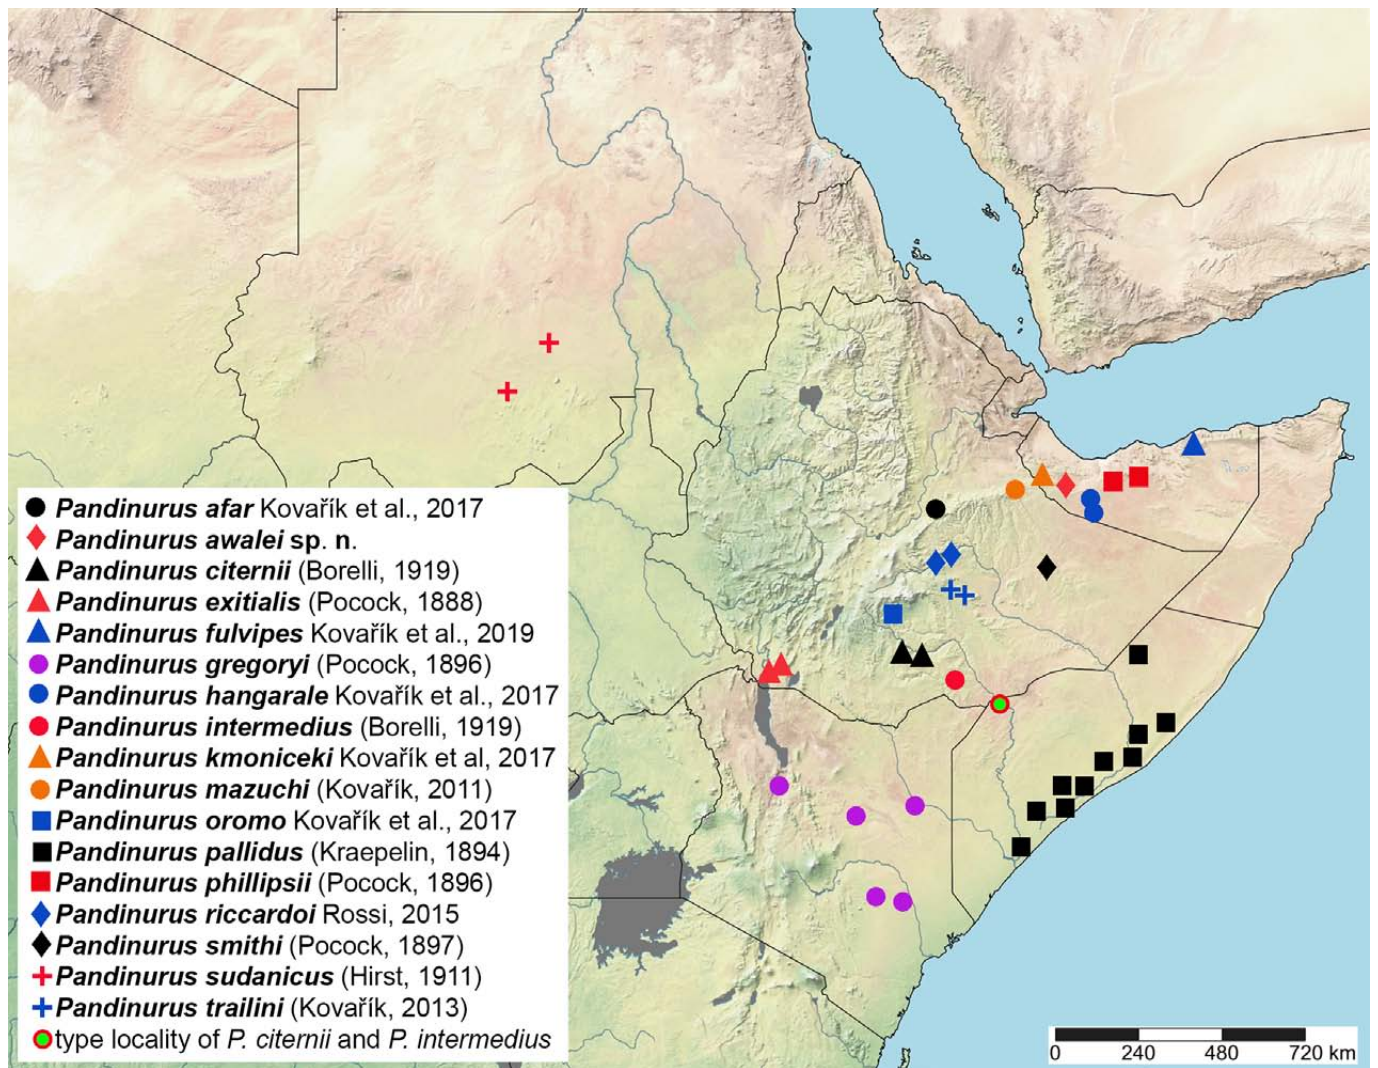 Pandinurus afar Kovařík et al., 2017
Pandinurus awalei sp. n.
Pandinurus citernii (Borelli, 1919)
Pandinurus exitialis (Pocock, 1888)
Pandinurus fulvipes Kovařík et al., 2019
Pandinurus gregoryi (Pocock, 1896)
Pandinurus hangarale Kovařík et al., 2017
Pandinurus intermedius (Borelli, 1919)
Pandinurus kmoniceki Kovařík et al, 2017
Pandinurus mazuchi (Kovařík, 2011)
Pandinurus oromo Kovařík et al., 2017
Pandinurus pallidus (Kraepelin, 1894)
Pandinurus phillipsii (Pocock, 1896)
Pandinurus riccardoi Rossi, 2015
Pandinurus smithi (Pocock, 1897)
Pandinurus sudanicus (Hirst, 1911)
Pandinurus trailini (Kovařík, 2013)
type locality of P. citernii and P. intermedius
0 240 480 720 km